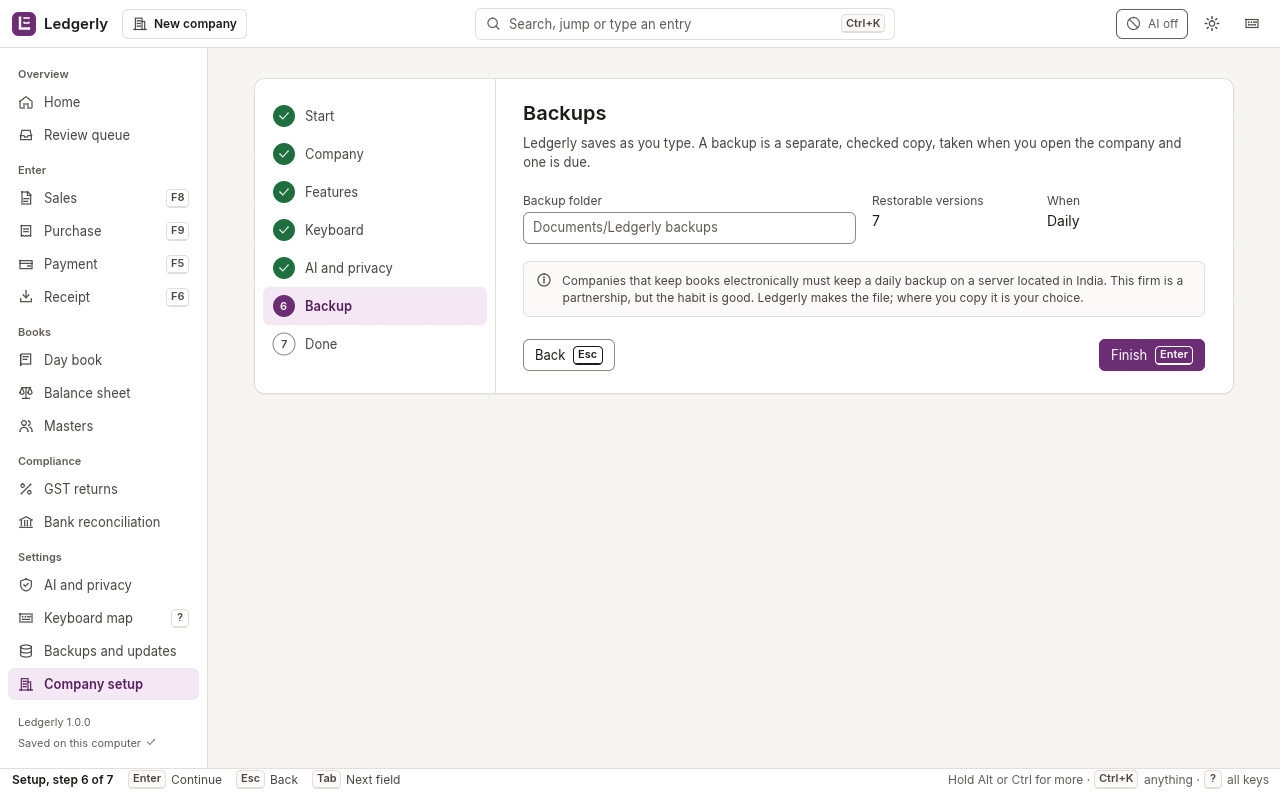 Ledgerly
New company
Search, jump or type an entry
Ctrl+K
AI off
Overview
Home
Review queue
Enter
Sales F8
Purchase F9
Payment F5
Receipt F6
Books
Day book
Balance sheet
Masters
Compliance
GST returns
Bank reconciliation
Settings
AI and privacy
Keyboard map ?
Backups and updates
Company setup
Ledgerly 1.0.0
Saved on this computer
Start
Company
Features
Keyboard
AI and privacy
6 Backup
7 Done
Backups
Ledgerly saves as you type. A backup is a separate, checked copy, taken when you open the company and
one is due.
Backup folder
Documents/Ledgerly backups
Restorable versions
7
When
Daily
Companies that keep books electronically must keep a daily backup on a server located in India. This firm is a
partnership, but the habit is good. Ledgerly makes the file; where you copy it is your choice.
Back Esc
Finish Enter
Setup, step 6 of 7 Enter Continue Esc Back Tab Next field
Hold Alt or Ctrl for more · Ctrl+K anything · ? all keys